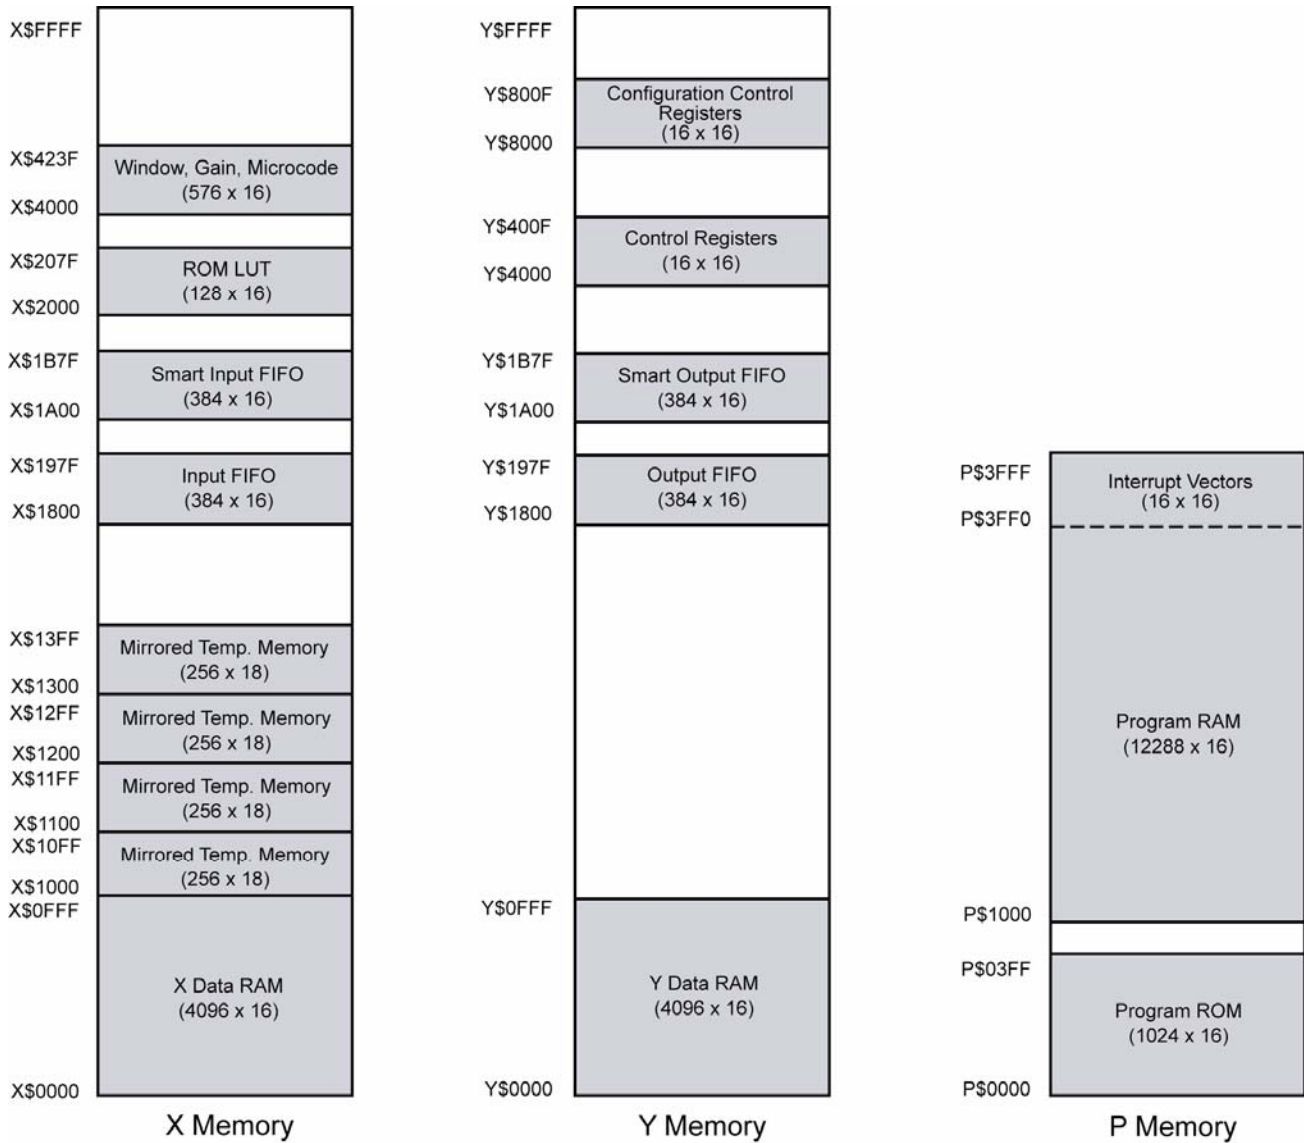 X$FFFF
X$423F
Window, Gain, Microcode
(576 x 16)
X$4000
X$207F
ROM LUT
(128 x 16)
X$2000
X$1B7F
Smart Input FIFO
(384 x 16)
X$1A00
X$197F
Input FIFO
(384 x 16)
X$1800
X$13FF
Mirrored Temp. Memory
(256 x 18)
X$1300
X$12FF
Mirrored Temp. Memory
(256 x 18)
X$1200
X$11FF
Mirrored Temp. Memory
(256 x 18)
X$1100
X$10FF
Mirrored Temp. Memory
(256 x 18)
X$1000
X$0FFF
X Data RAM
(4096 x 16)
X$0000
X Memory
Y$FFFF
Y$800F
Configuration Control
Registers
(16 x 16)
Y$8000
Y$400F
Control Registers
(16 x 16)
Y$4000
Y$1B7F
Smart Output FIFO
(384 x 16)
Y$1A00
Y$197F
Output FIFO
(384 x 16)
Y$1800
Y$0FFF
Y Data RAM
(4096 x 16)
Y$0000
Y Memory
P$3FFF
Interrupt Vectors
(16 x 16)
P$3FF0
Program RAM
(12288 x 16)
P$1000
P$03FF
Program ROM
(1024 x 16)
P$0000
P Memory